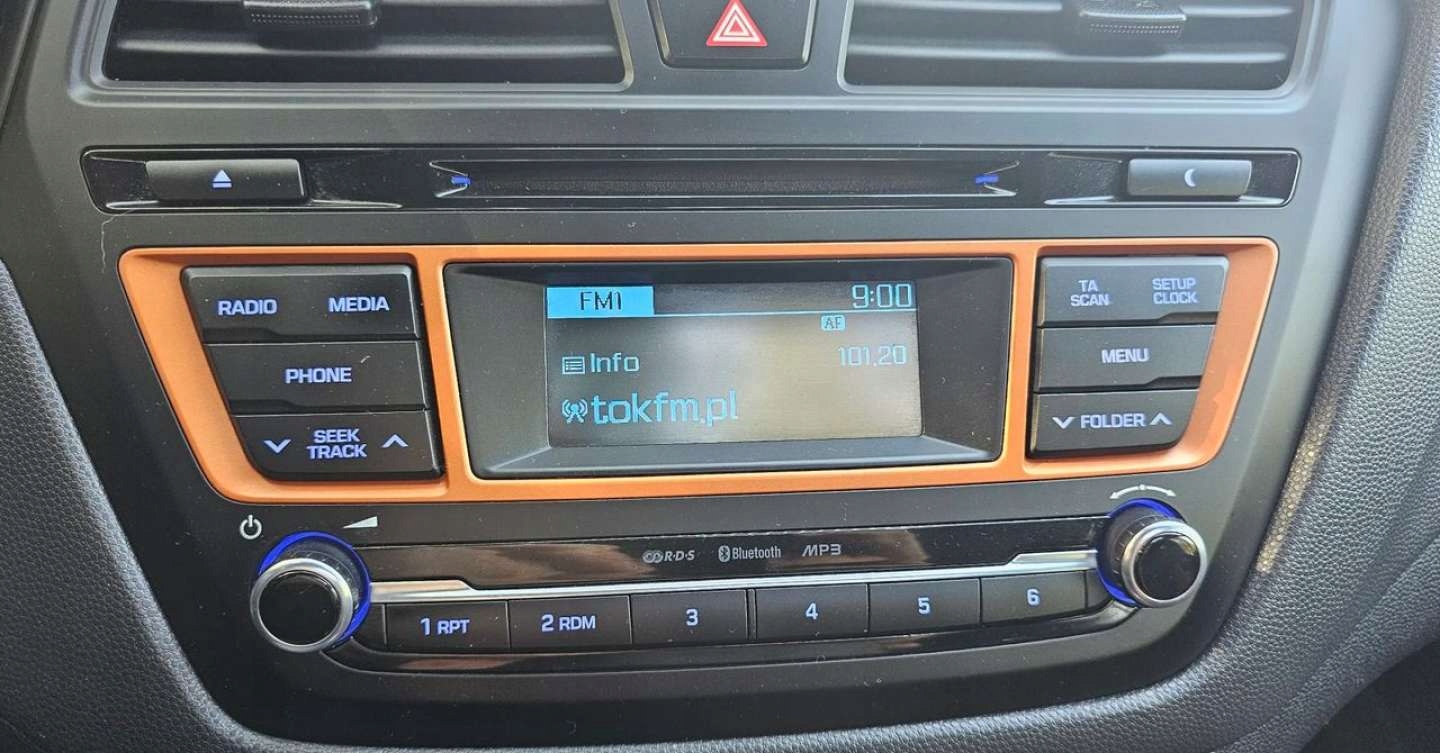 RADIO MEDIA
PHONE
SEEK
TRACK
FM1 9:00
AF
Info 101.20
tokfm.pl
TA
SCAN
SETUP
CLOCK
MENU
FOLDER
R·D·S Bluetooth MP3
1 RPT 2 RDM 3 4 5 6